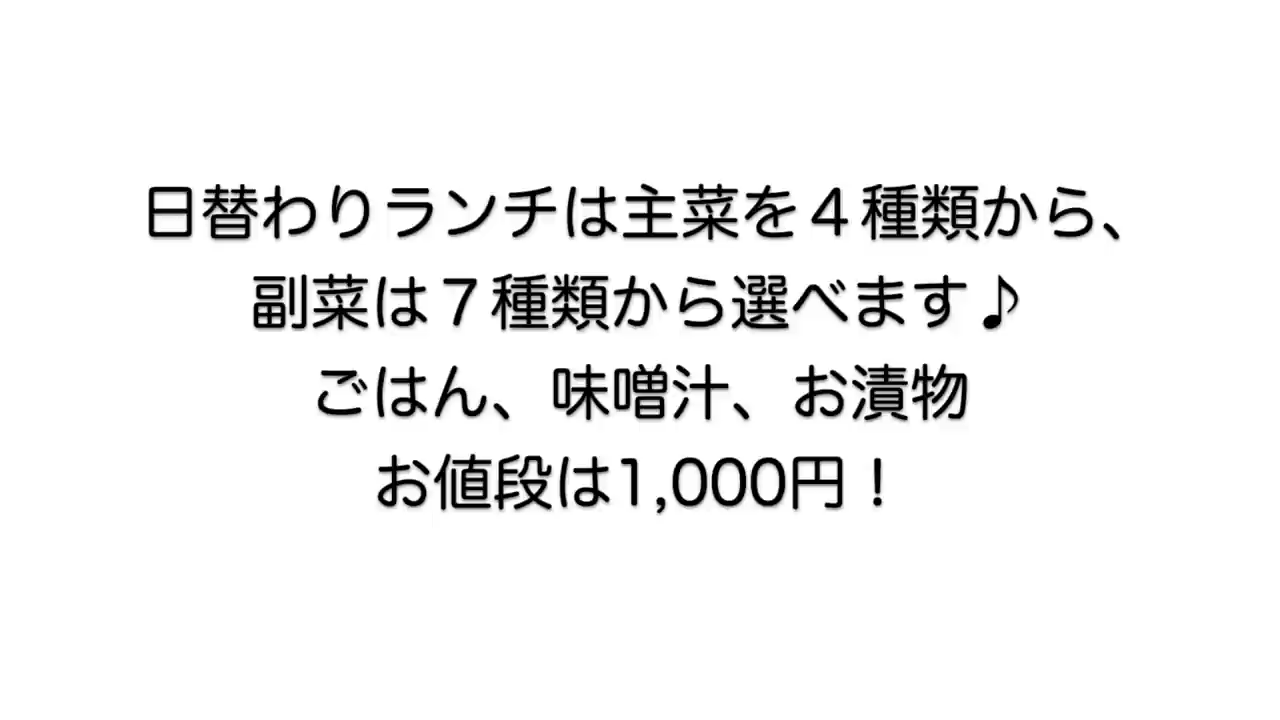 日替わりランチは主菜を４種類から、
副菜は７種類から選べます♪
ごはん、味噌汁、お漬物
お値段は1,000円！